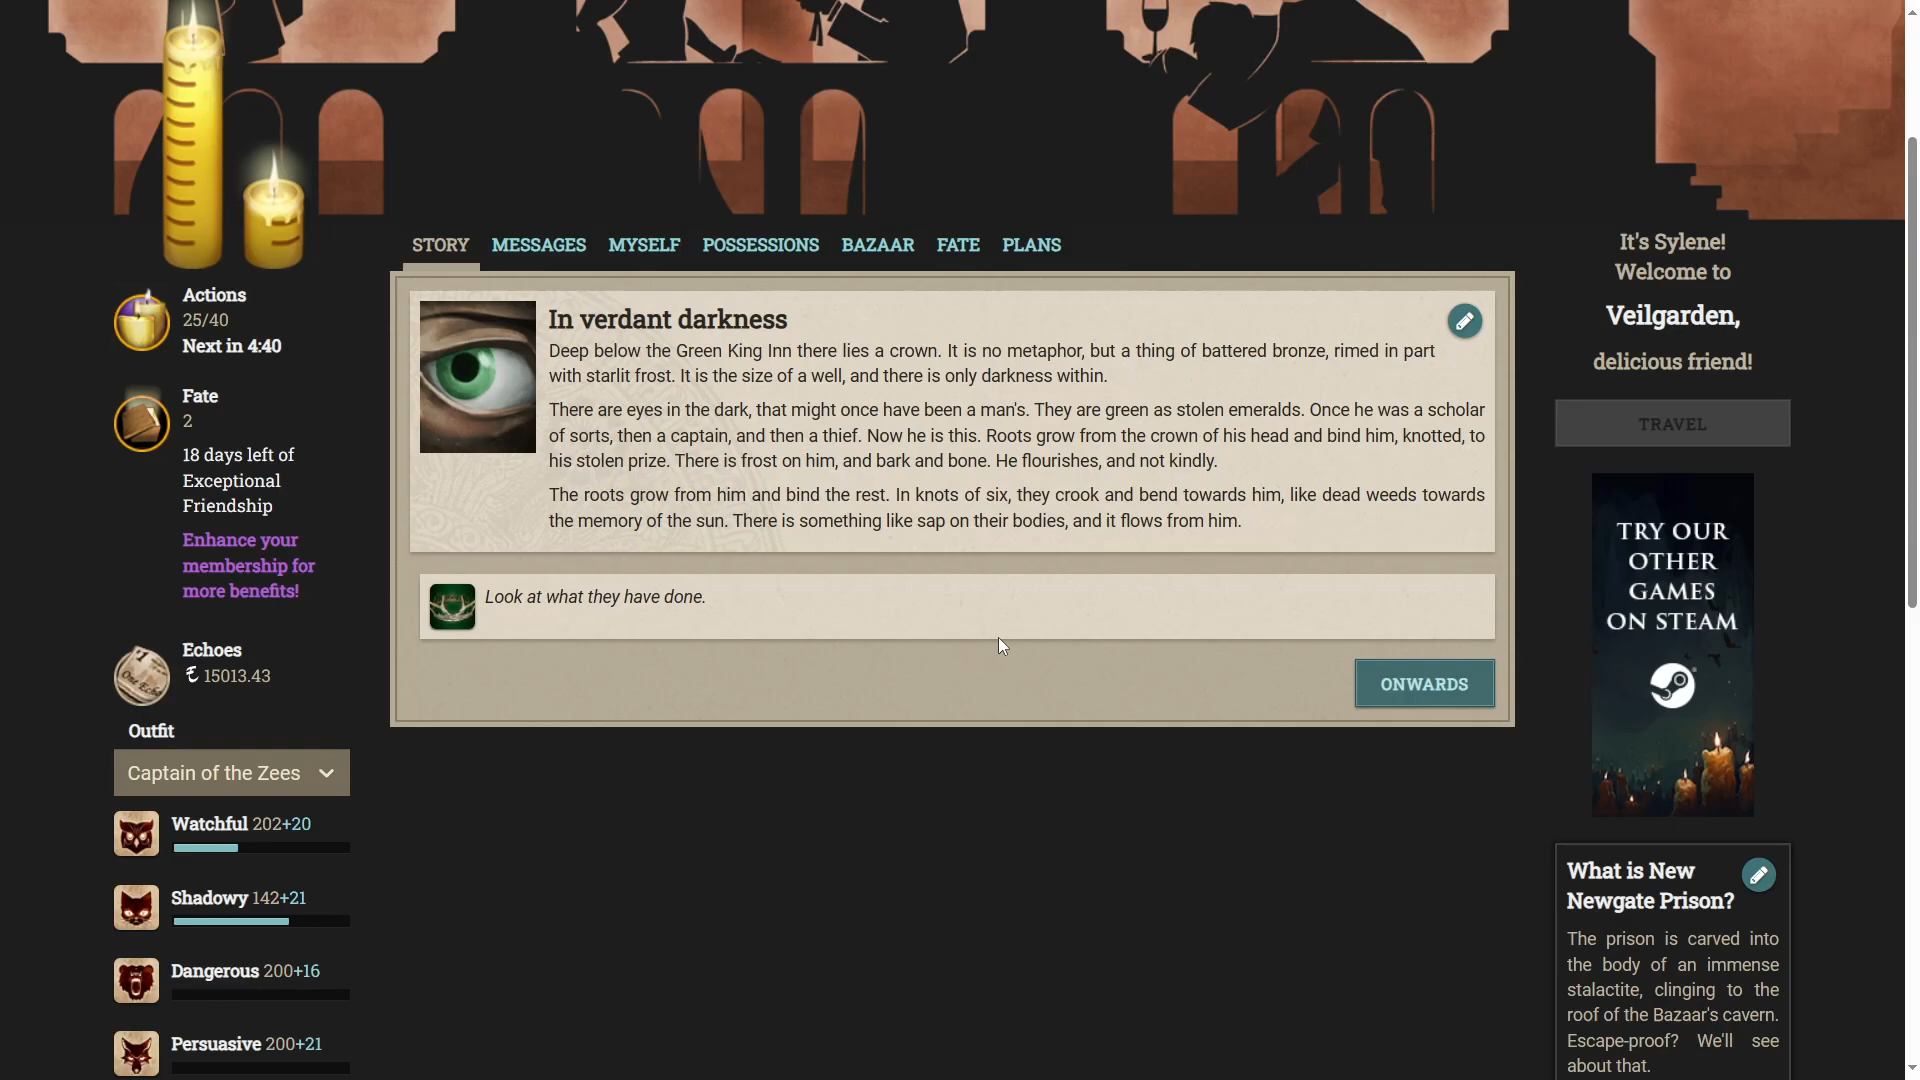 STORY MESSAGES MYSELF POSSESSIONS BAZAAR FATE PLANS
Actions
25/40
Next in 4:40
Fate
2
18 days left of
Exceptional
Friendship
Enhance your
membership for
more benefits!
Echoes
15013.43
Outfit
Captain of the Zees
Watchful 202+20
Shadowy 142+21
Dangerous 200+16
Persuasive 200+21
In verdant darkness
Deep below the Green King Inn there lies a crown. It is no metaphor, but a thing of battered bronze, rimed in part
with starlit frost. It is the size of a well, and there is only darkness within.
There are eyes in the dark, that might once have been a man's. They are green as stolen emeralds. Once he was a scholar
of sorts, then a captain, and then a thief. Now he is this. Roots grow from the crown of his head and bind him, knotted, to
his stolen prize. There is frost on him, and bark and bone. He flourishes, and not kindly.
The roots grow from him and bind the rest. In knots of six, they crook and bend towards him, like dead weeds towards
the memory of the sun. There is something like sap on their bodies, and it flows from him.
Look at what they have done.
ONWARDS
It's Sylene!
Welcome to
Veilgarden,
delicious friend!
TRAVEL
TRY OUR
OTHER
GAMES
ON STEAM
What is New
Newgate Prison?
The prison is carved into
the body of an immense
stalactite, clinging to the
roof of the Bazaar's cavern.
Escape-proof? We'll see
about that.